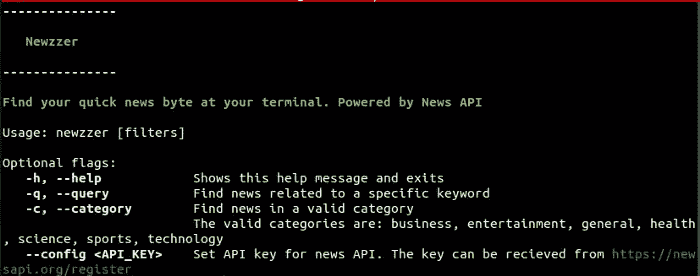 ---------------
Newzzer
---------------
Find your quick news byte at your terminal. Powered by News API
Usage: newzzer [filters]
Optional flags:
-h, --help Shows this help message and exits
-q, --query Find news related to a specific keyword
-c, --category Find news in a valid category
The valid categories are: business, entertainment, general, health
, science, sports, technology
--config <API_KEY> Set API key for news API. The key can be recieved from https://new
sapi.org/register